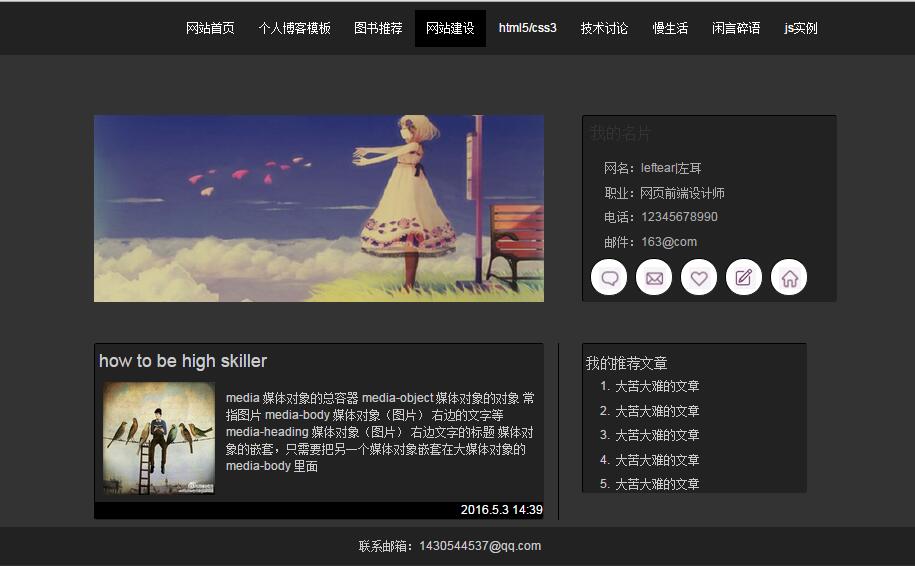 网站首页 个人博客模板 图书推荐 网站建设 html5/css3 技术讨论 慢生活 闲言碎语 js实例
我的名片
网名：leftear|左耳
职业：网页前端设计师
电话：12345678990
邮件：163@com
how to be high skiller
media 媒体对象的总容器 media-object 媒体对象的对象 常
指图片 media-body 媒体对象（图片） 右边的文字等
media-heading 媒体对象（图片） 右边文字的标题 媒体对
象的嵌套，只需要把另一个媒体对象嵌套在大媒体对象的
media-body 里面
2016.5.3 14:39
我的推荐文章
1. 大苦大难的文章
2. 大苦大难的文章
3. 大苦大难的文章
4. 大苦大难的文章
5. 大苦大难的文章
联系邮箱：1430544537@qq.com